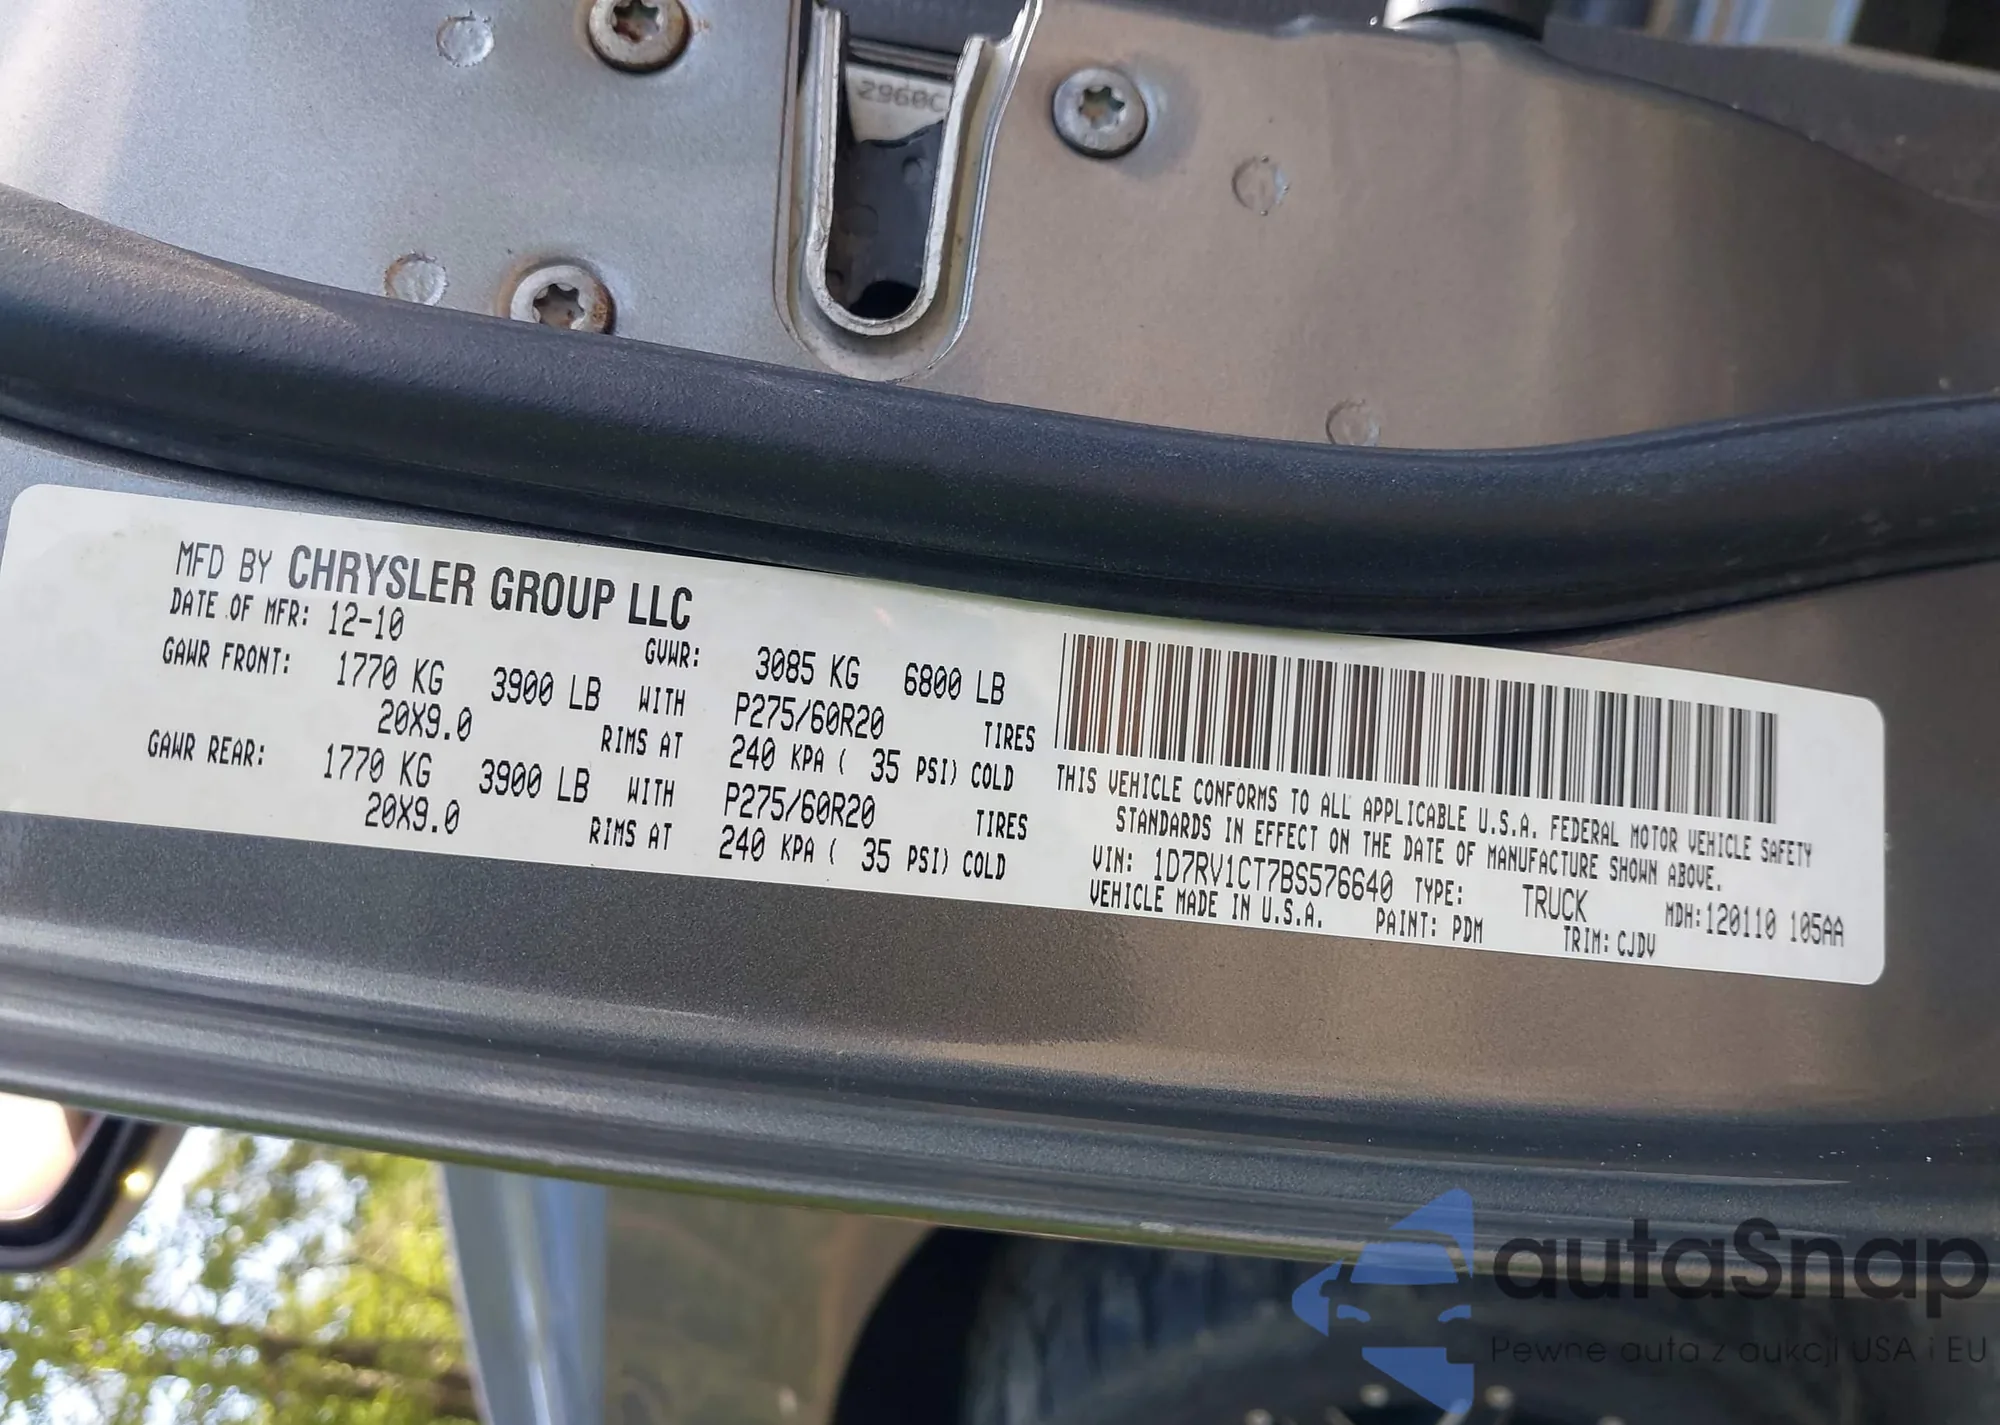 2960C
MFD BY CHRYSLER GROUP LLC
DATE OF MFR: 12-10 GVWR: 3085 KG 6800 LB
GAWR FRONT: 1770 KG 3900 LB WITH P275/60R20 TIRES
20X9.0 RIMS AT 240 KPA ( 35 PSI) COLD
GAWR REAR: 1770 KG 3900 LB WITH P275/60R20 TIRES
20X9.0 RIMS AT 240 KPA ( 35 PSI) COLD
THIS VEHICLE CONFORMS TO ALL APPLICABLE U.S.A. FEDERAL MOTOR VEHICLE SAFETY
STANDARDS IN EFFECT ON THE DATE OF MANUFACTURE SHOWN ABOVE.
VIN: 1D7RV1CT7BS576640 TYPE: TRUCK MDH:120110 105AA
VEHICLE MADE IN U.S.A. PAINT: PDM TRIM: CJDV
autaSnap
Pewne auta z aukcji USA i EU